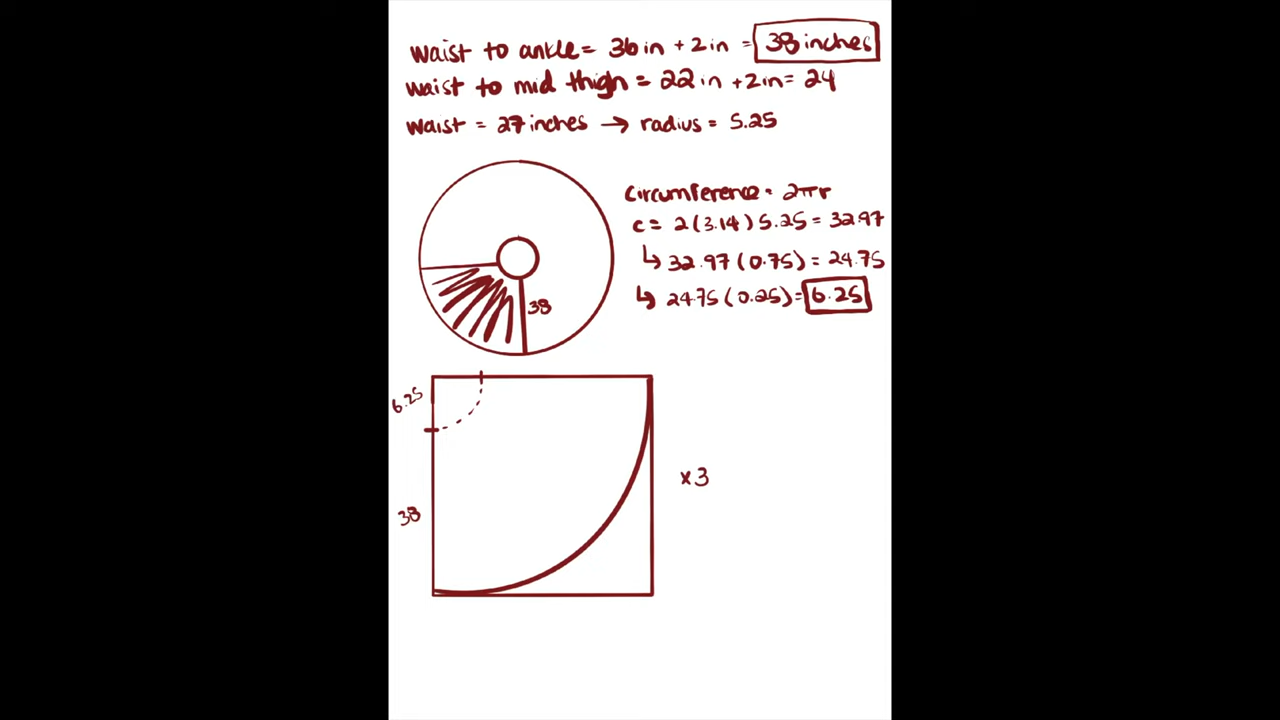 waist to ankle = 36 in + 2 in = 38 inches
waist to mid thigh = 22 in + 2 in = 24
waist = 27 inches → radius = 5.25
circumference = 2πr
c = 2(3.14) 5.25 = 32.97
↳ 32.97 (0.75) = 24.75
↳ 24.75 (0.25) = 6.25
38
6.25
x3
38